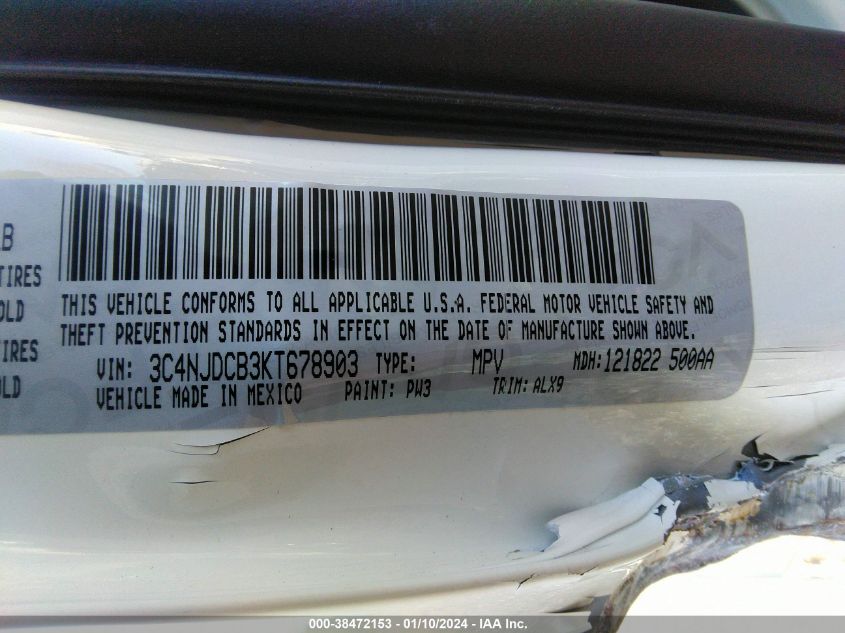 LB
TIRES
OLD
TIRES
OLD
THIS VEHICLE CONFORMS TO ALL APPLICABLE U.S.A. FEDERAL MOTOR VEHICLE SAFETY AND
THEFT PREVENTION STANDARDS IN EFFECT ON THE DATE OF MANUFACTURE SHOWN ABOVE.
VIN: 3C4NJDCB3KT678903 TYPE: MPV MDH:121822 500AA
VEHICLE MADE IN MEXICO PAINT: PW3 TRIM: ALX9
000-38472153 - 01/10/2024 - IAA Inc.